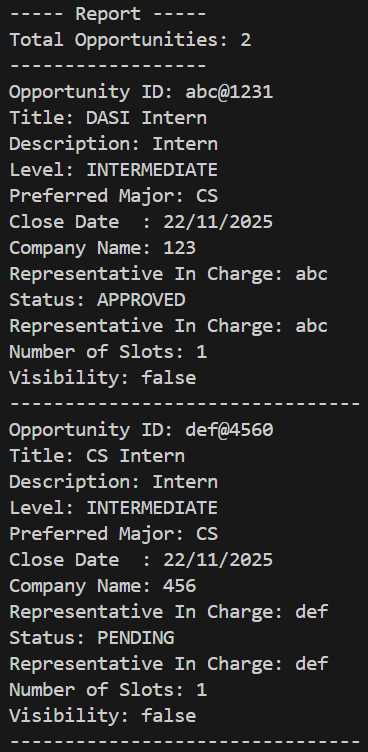 ----- Report -----
Total Opportunities: 2
------------------
Opportunity ID: abc@1231
Title: DASI Intern
Description: Intern
Level: INTERMEDIATE
Preferred Major: CS
Close Date  : 22/11/2025
Company Name: 123
Representative In Charge: abc
Status: APPROVED
Representative In Charge: abc
Number of Slots: 1
Visibility: false
--------------------------------
Opportunity ID: def@4560
Title: CS Intern
Description: Intern
Level: INTERMEDIATE
Preferred Major: CS
Close Date  : 22/11/2025
Company Name: 456
Representative In Charge: def
Status: PENDING
Representative In Charge: def
Number of Slots: 1
Visibility: false
--------------------------------